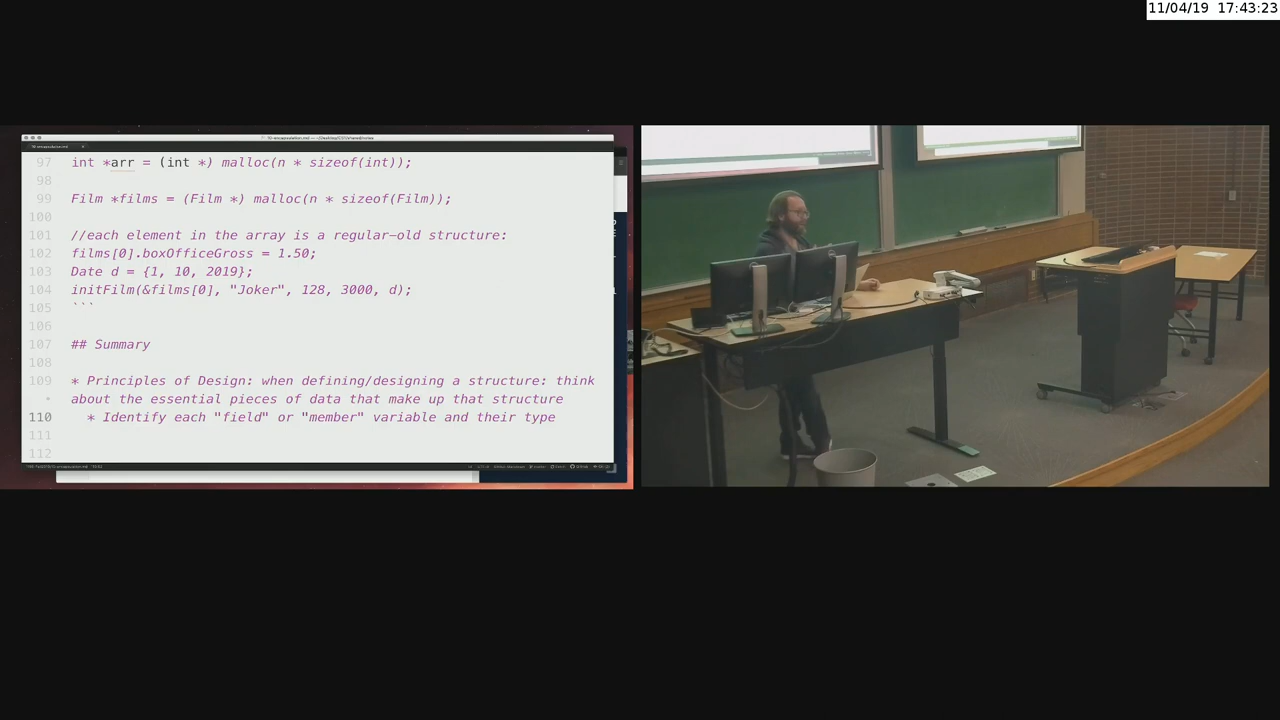 11/04/19 17:43:23
97 int *arr = (int *) malloc(n * sizeof(int));
98
99 Film *films = (Film *) malloc(n * sizeof(Film));
100
101 //each element in the array is a regular-old structure:
102 films[0].boxOfficeGross = 1.50;
103 Date d = {1, 10, 2019};
104 initFilm(&films[0], "Joker", 128, 3000, d);
105 ```
106
107 ## Summary
108
109 * Principles of Design: when defining/designing a structure: think
• about the essential pieces of data that make up that structure
110 * Identify each "field" or "member" variable and their type
111
112